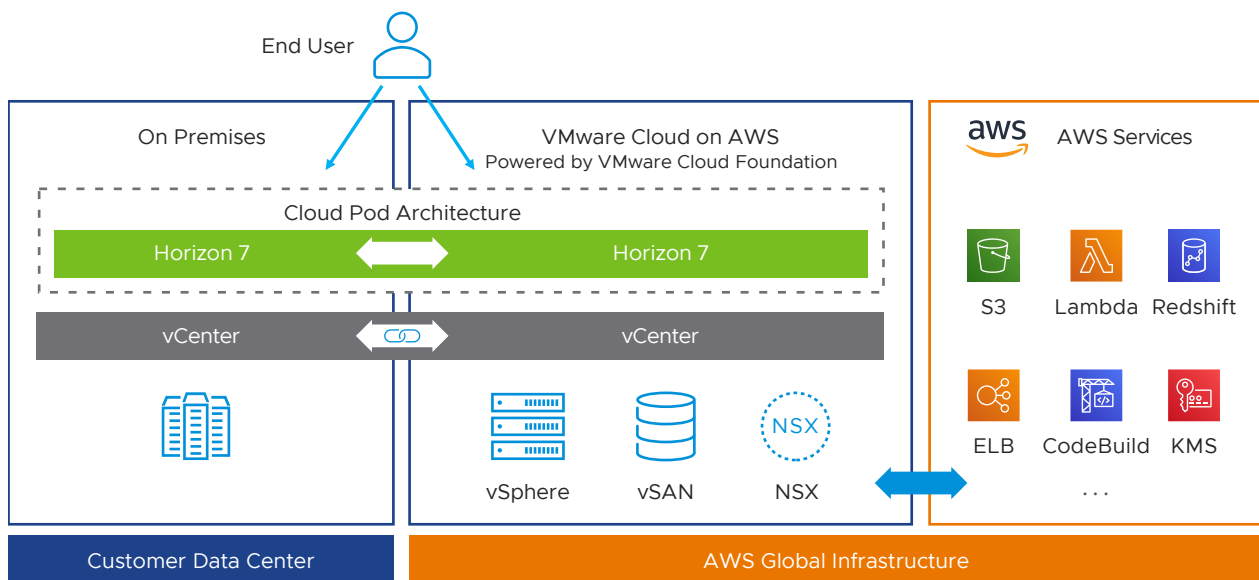 End User
On Premises
VMware Cloud on AWS
Powered by VMware Cloud Foundation
aws
AWS Services
Cloud Pod Architecture
Horizon 7
Horizon 7
vCenter
vCenter
S3
Lambda
Redshift
NSX
ELB
CodeBuild
KMS
vSphere
vSAN
NSX
...
Customer Data Center
AWS Global Infrastructure